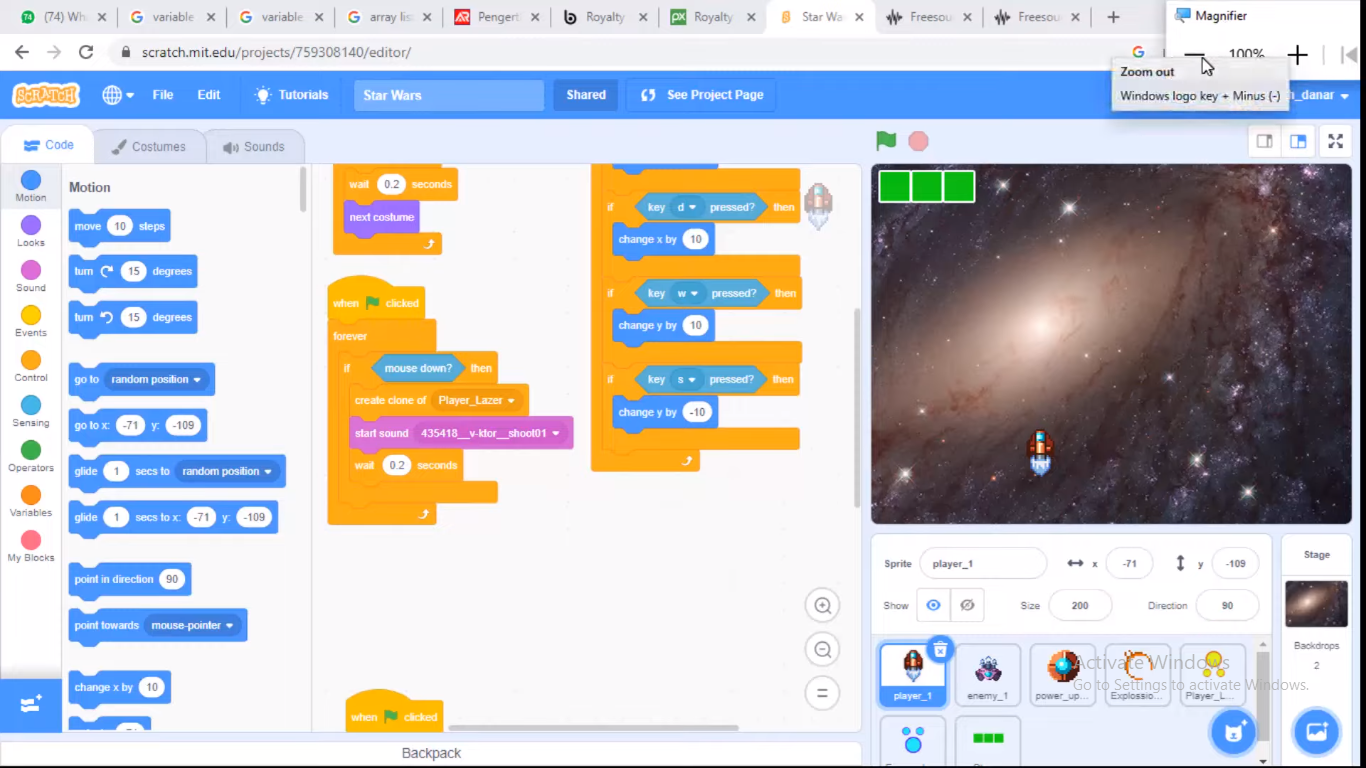 (74) Wh
variable
variable
array lis
Pengert
Royalty
Royalty
Star Wa
Freesou
Freesou
Magnifier
100%
scratch.mit.edu/projects/759308140/editor/
Zoom out
Windows logo key + Minus (-)
SCRATCH
File
Edit
Tutorials
Star Wars
Shared
See Project Page
_danar
Code
Costumes
Sounds
Motion
Looks
Sound
Events
Control
Sensing
Operators
Variables
My Blocks
Motion
move 10 steps
turn 15 degrees
turn 15 degrees
go to random position
go to x: -71 y: -109
glide 1 secs to random position
glide 1 secs to x: -71 y: -109
point in direction 90
point towards mouse-pointer
change x by 10
wait 0.2 seconds
next costume
when clicked
forever
if mouse down? then
create clone of Player_Lazer
start sound 435418__v-ktor__shoot01
wait 0.2 seconds
when clicked
if key d pressed? then
change x by 10
if key w pressed? then
change y by 10
if key s pressed? then
change y by -10
Sprite player_1 x -71 y -109
Show Size 200 Direction 90
player_1
enemy_1
power_up...
Explossio...
Player_L...
Stage
Backdrops
2
Activate Windows
Go to Settings to activate Windows.
Backpack